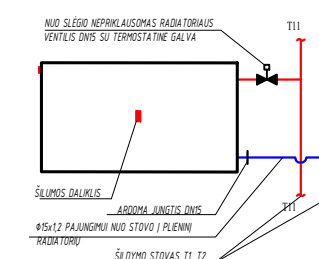 NUO SLĖGIO NEPRIKLAUSOMAS RADIATORIAUS
VENTILIS DN15 SU TERMOSTATINE GALVA
T11
ŠILUMOS DALIKLIS
ARDOMA JUNGTIS DN15
T11
Φ15x1,2 PAJUNGIMUI NUO STOVO Į PLIENINĮ
RADIATORIŲ
ŠILDYMO STOVAS T1, T2